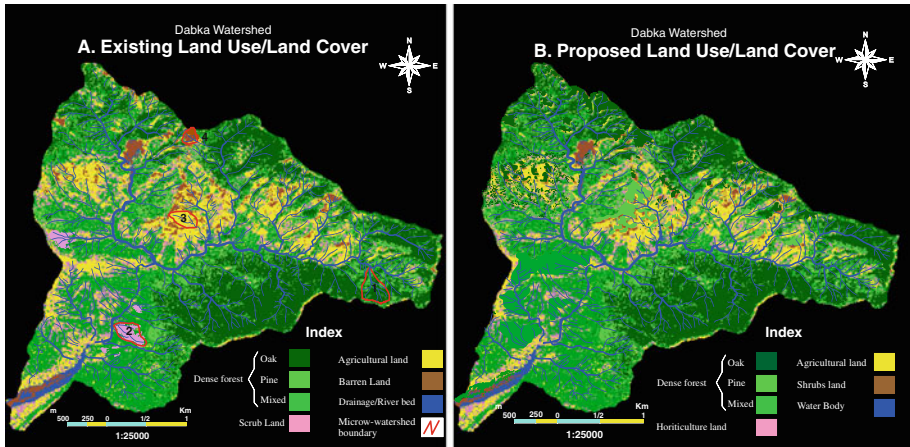 Dabka Watershed
A. Existing Land Use/Land Cover
N
W E
S
4
3
1
2
Index
Dense forest
Oak
Pine
Mixed
Scrub Land
Agricultural land
Barren Land
Drainage/River bed
Microw-watershed
boundary
m Km
500 250 0 1/2 1
1:25000
Dabka Watershed
B. Proposed Land Use/Land Cover
N
W E
S
Index
Dense forest
Oak
Pine
Mixed
Horiticulture land
Agricultural land
Shrubs land
Water Body
m Km
500 250 0 1/2 1
1:25000